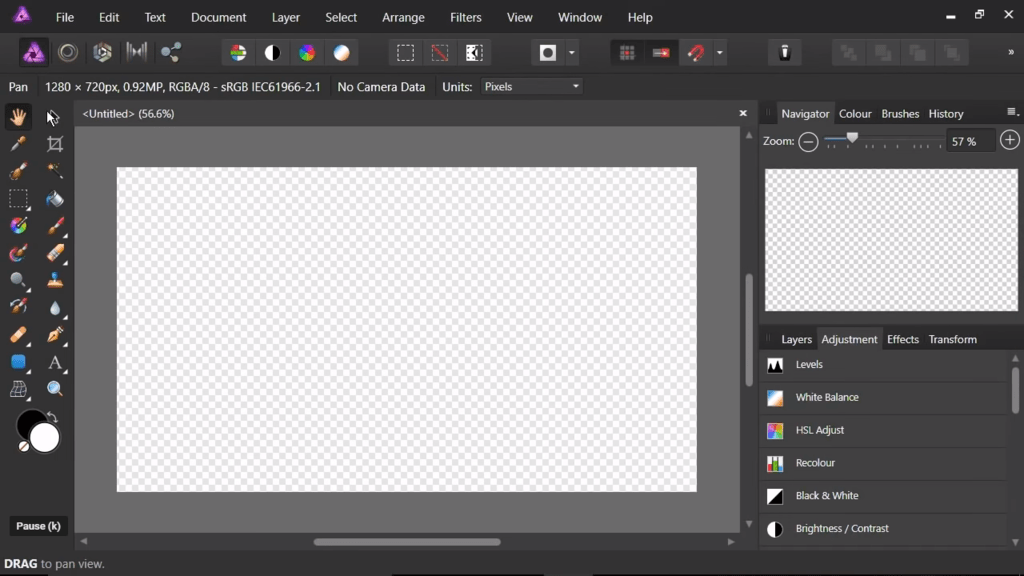 File Edit Text Document Layer Select Arrange Filters View Window Help
»
Pan 1280 × 720px, 0.92MP, RGBA/8 - sRGB IEC61966-2.1 No Camera Data Units: Pixels
<Untitled> (56.6%)
Navigator Colour Brushes History
Zoom: 57 %
Layers Adjustment Effects Transform
Levels
White Balance
HSL Adjust
Recolour
Black & White
Brightness / Contrast
A
Pause (k)
DRAG to pan view.